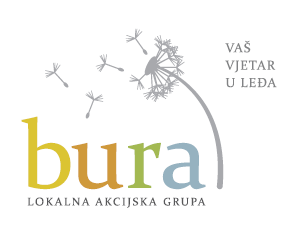 VAŠ
VJETAR
U LEĐA
bura
LOKALNA AKCIJSKA GRUPA